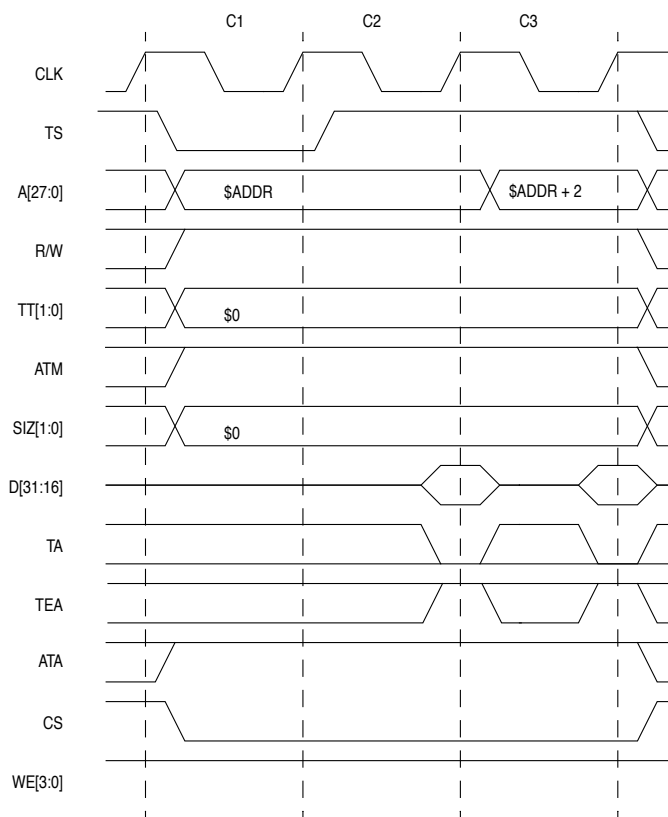 C1 C2 C3
CLK
TS
A[27:0] $ADDR $ADDR + 2
R/W
TT[1:0] $0
ATM
SIZ[1:0] $0
D[31:16]
TA
TEA
ATA
CS
WE[3:0]